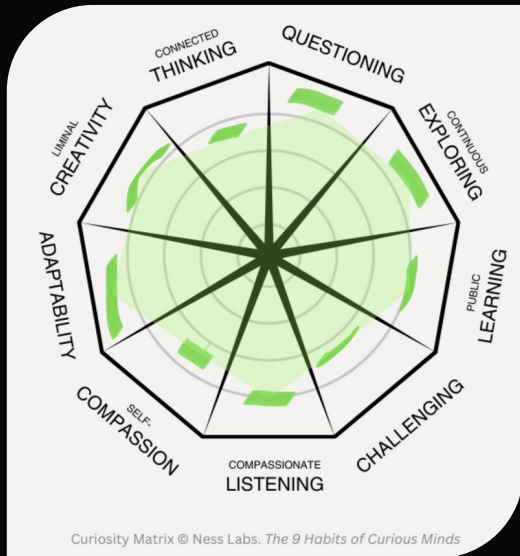 CONNECTED
THINKING
QUESTIONING
CONTINUOUS
EXPLORING
PUBLIC
LEARNING
CHALLENGING
COMPASSIONATE
LISTENING
SELF-
COMPASSION
ADAPTABILITY
LIMINAL
CREATIVITY
Curiosity Matrix © Ness Labs. The 9 Habits of Curious Minds